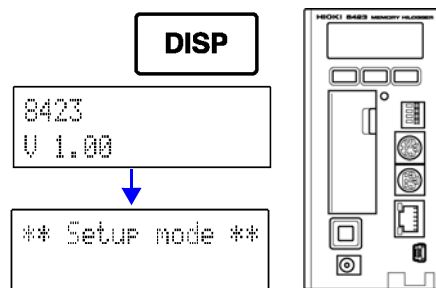 DISP
8423
V 1.00
** Setup mode **
HIOKI 8423 MEMORY HiLOGGER